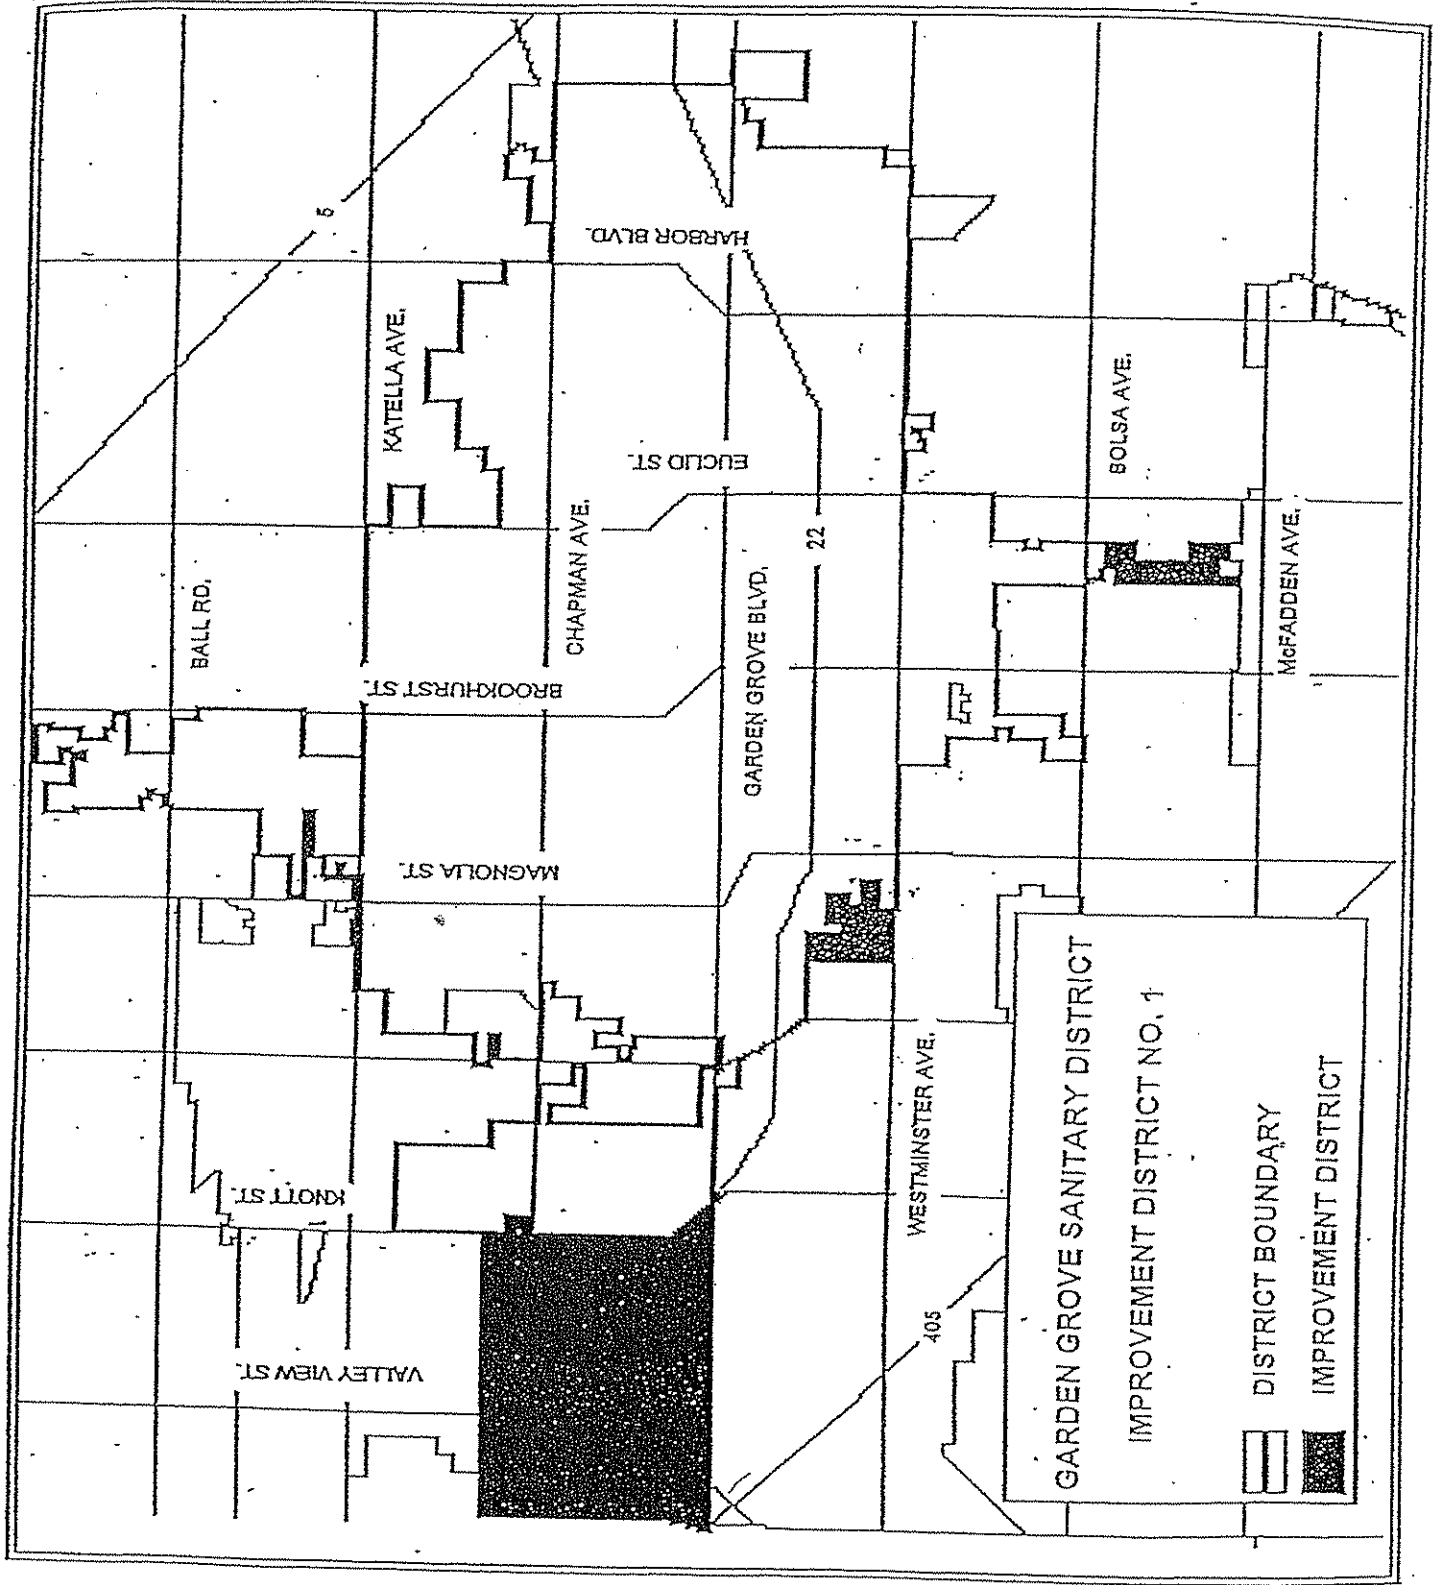 BALL RD.
KATELLA AVE.
CHAPMAN AVE.
GARDEN GROVE BLVD.
WESTMINSTER AVE.
BOLSA AVE.
McFADDEN AVE.
VALLEY VIEW ST.
KNOTT ST.
MAGNOLIA ST.
BROOKHURST ST.
EUCLID ST.
HARBOR BLVD.
5
22
405
GARDEN GROVE SANITARY DISTRICT
IMPROVEMENT DISTRICT NO. 1
DISTRICT BOUNDARY
IMPROVEMENT DISTRICT